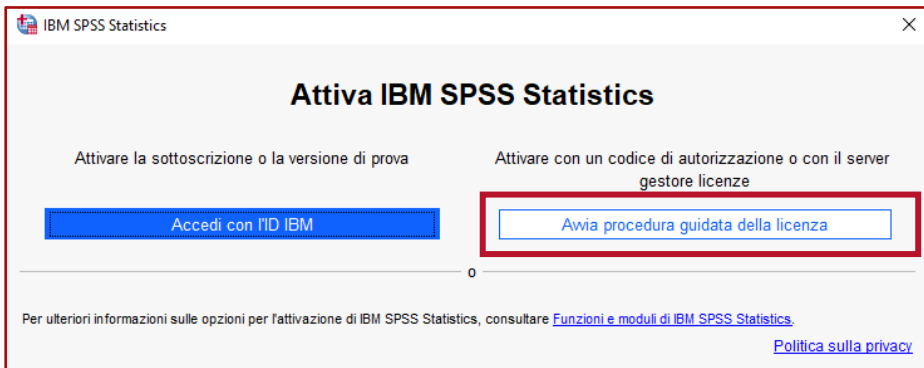 IBM SPSS Statistics
Attiva IBM SPSS Statistics
Attivare la sottoscrizione o la versione di prova
Accedi con l'ID IBM
Attivare con un codice di autorizzazione o con il server
gestore licenze
Avvia procedura guidata della licenza
o
Per ulteriori informazioni sulle opzioni per l'attivazione di IBM SPSS Statistics, consultare Funzioni e moduli di IBM SPSS Statistics.
Politica sulla privacy